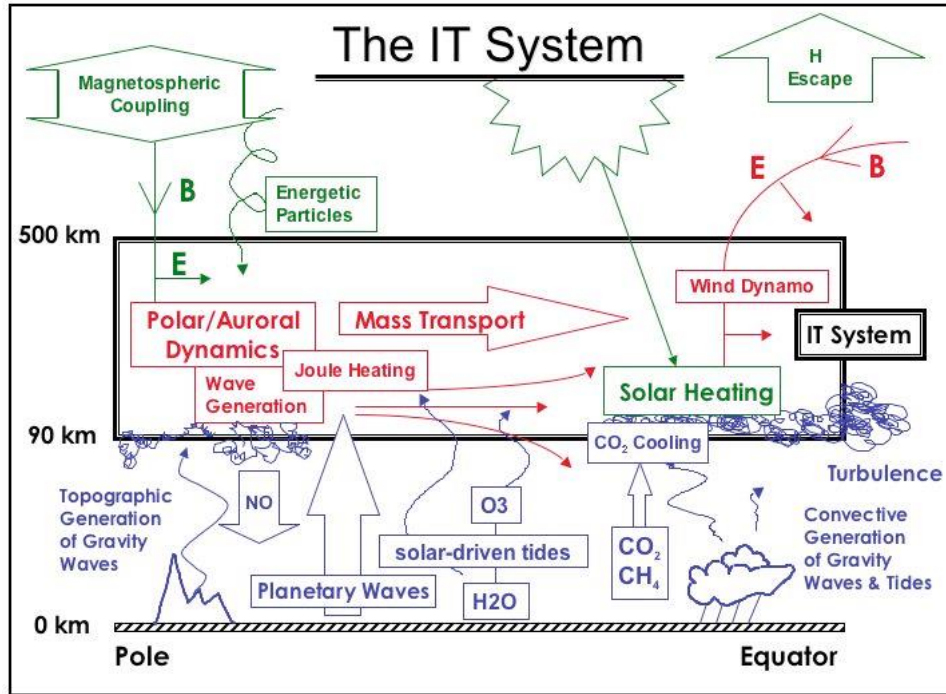 The IT System
Magnetospheric
Coupling
H
Escape
B
Energetic
Particles
E
B
500 km
E
Wind Dynamo
Polar/Auroral
Dynamics
Mass Transport
IT System
Joule Heating
Wave
Generation
Solar Heating
90 km
CO₂ Cooling
Turbulence
Topographic
Generation
of Gravity
Waves
NO
O3
solar-driven tides
H2O
Planetary Waves
CO₂
CH₄
Convective
Generation
of Gravity
Waves & Tides
0 km
Pole
Equator